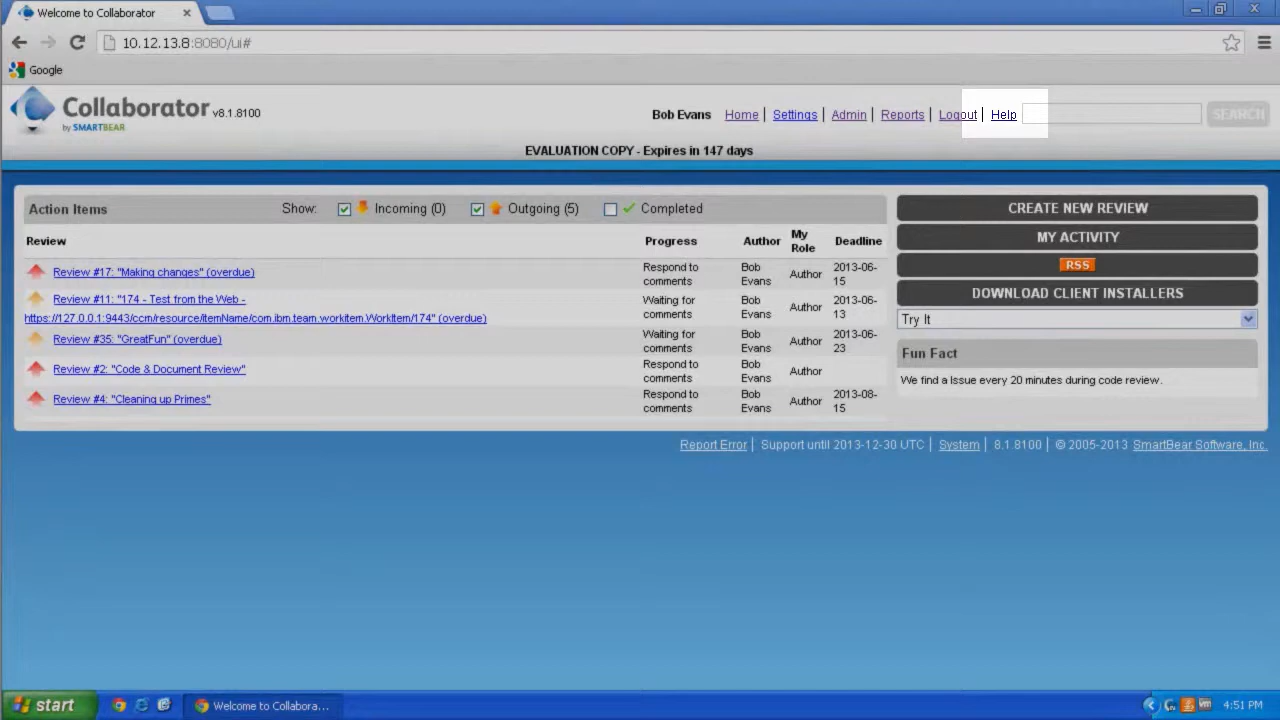 Welcome to Collaborator
10.12.13.8:8080/ui#
Google
Collaborator v8.1.8100
by SMARTBEAR
Bob Evans Home | Settings | Admin | Reports | Logout | Help SEARCH
EVALUATION COPY - Expires in 147 days
Action Items Show: Incoming (0) Outgoing (5) Completed
Review Progress Author My Role Deadline
Review #17: "Making changes" (overdue) Respond to comments Bob Evans Author 2013-06-15
Review #11: "174 - Test from the Web - https://127.0.0.1:9443/ccm/resource/itemName/com.ibm.team.workitem.WorkItem/174" (overdue) Waiting for comments Bob Evans Author 2013-06-13
Review #35: "GreatFun" (overdue) Waiting for comments Bob Evans Author 2013-06-23
Review #2: "Code & Document Review" Respond to comments Bob Evans Author
Review #4: "Cleaning up Primes" Respond to comments Bob Evans Author 2013-08-15
CREATE NEW REVIEW
MY ACTIVITY
RSS
DOWNLOAD CLIENT INSTALLERS
Try It
Fun Fact
We find a Issue every 20 minutes during code review.
Report Error | Support until 2013-12-30 UTC | System | 8.1.8100 | © 2005-2013 SmartBear Software, Inc.
start Welcome to Collabora... 4:51 PM